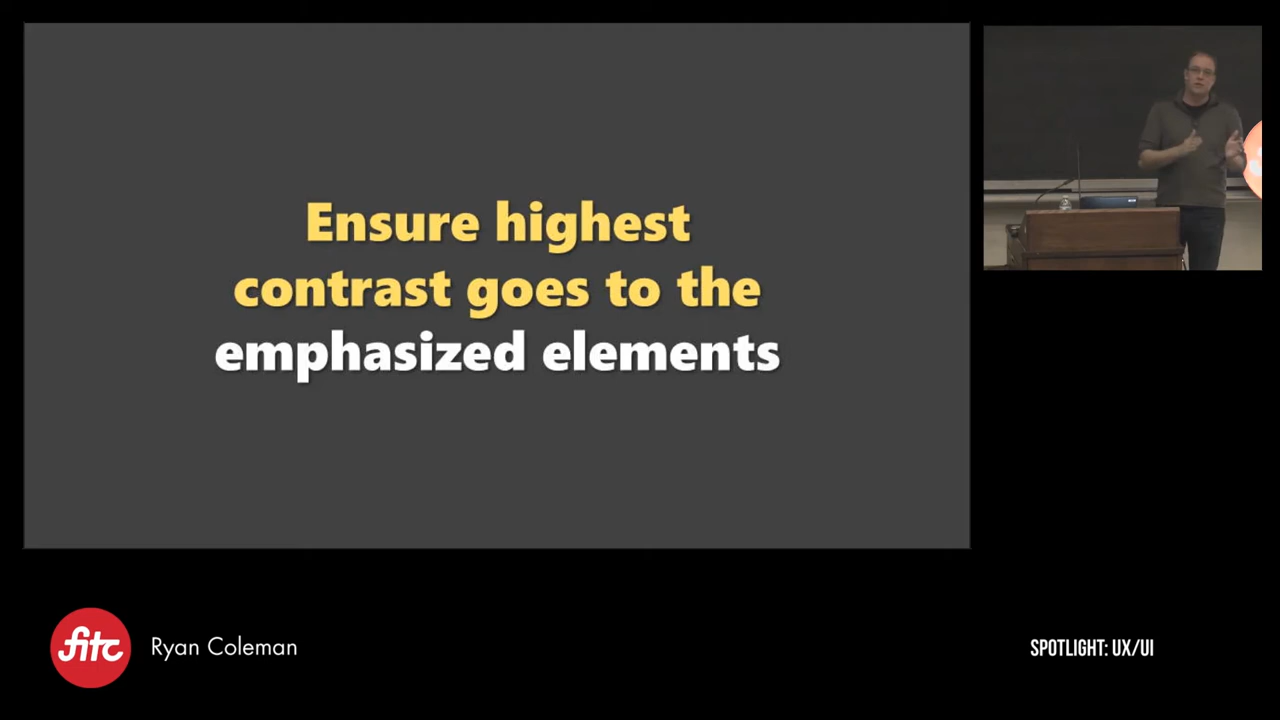 Ensure highest
contrast goes to the
emphasized elements
fitc
Ryan Coleman
SPOTLIGHT: UX/UI